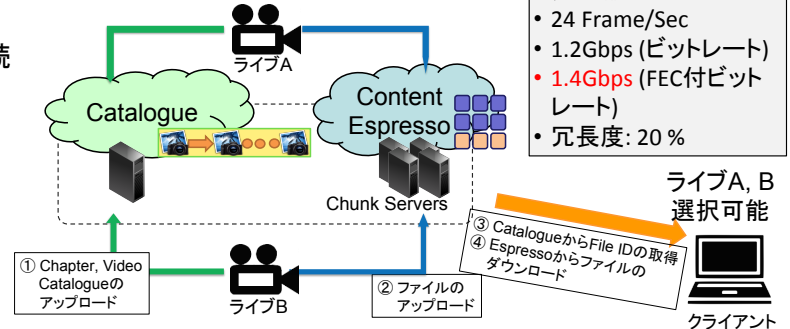 続
ライブA
Catalogue
Content
Espresso
Chunk Servers
• 24 Frame/Sec
• 1.2Gbps (ビットレート)
• 1.4Gbps (FEC付ビット
レート)
• 冗長度: 20 %
ライブA, B
選択可能
① Chapter, Video
Catalogueの
アップロード
ライブB
② ファイルの
アップロード
③ CatalogueからFile IDの取得
④ Espressoからファイルの
ダウンロード
クライアント